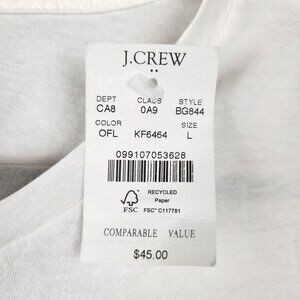 J.CREW
DEPT CLASS STYLE
CA8 0A9 BG844
COLOR SIZE
OFL KF6464 L
099107053628
RECYCLED
Paper
FSC FSC® C117781
COMPARABLE VALUE
$45.00